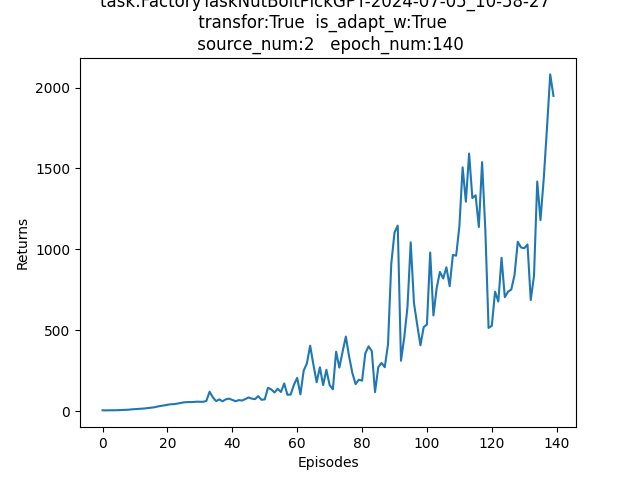 task:FactoryTaskNutBoltPickGPT-2024-07-05_10-58-27
transfor:True is_adapt_w:True
source_num:2 epoch_num:140
2000
1500
1000
500
0
Returns
0 20 40 60 80 100 120 140
Episodes